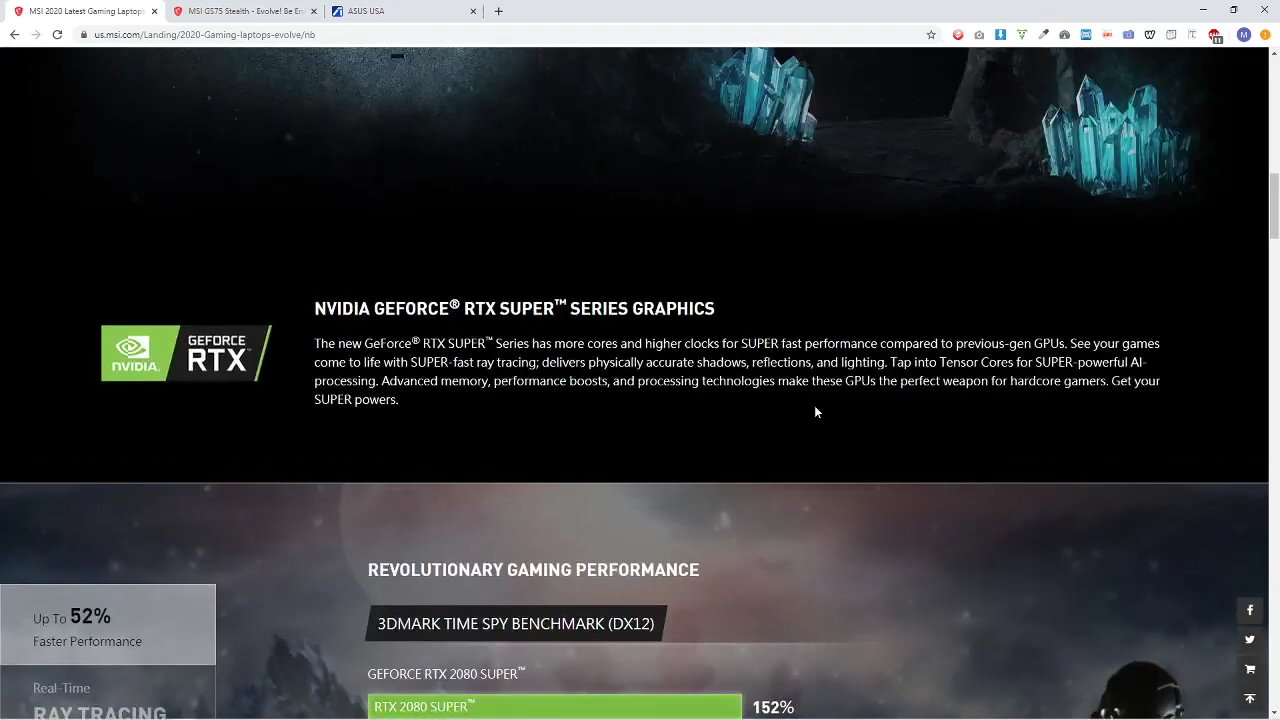 MSI 2020 Latest Gaming Laptops
MSI GS75 Stealth - Evolve! Be En
ASUS USA
us.msi.com/Landing/2020-Gaming-laptops-evolve/nb
M
11
NVIDIA GEFORCE® RTX SUPER™ SERIES GRAPHICS
NVIDIA.
GEFORCE
RTX™
The new GeForce® RTX SUPER™ Series has more cores and higher clocks for SUPER fast performance compared to previous-gen GPUs. See your games
come to life with SUPER-fast ray tracing; delivers physically accurate shadows, reflections, and lighting. Tap into Tensor Cores for SUPER-powerful AI-
processing. Advanced memory, performance boosts, and processing technologies make these GPUs the perfect weapon for hardcore gamers. Get your
SUPER powers.
REVOLUTIONARY GAMING PERFORMANCE
Up To 52%
Faster Performance
3DMARK TIME SPY BENCHMARK (DX12)
GEFORCE RTX 2080 SUPER™
Real-Time
RAY TRACING
RTX 2080 SUPER™
152%